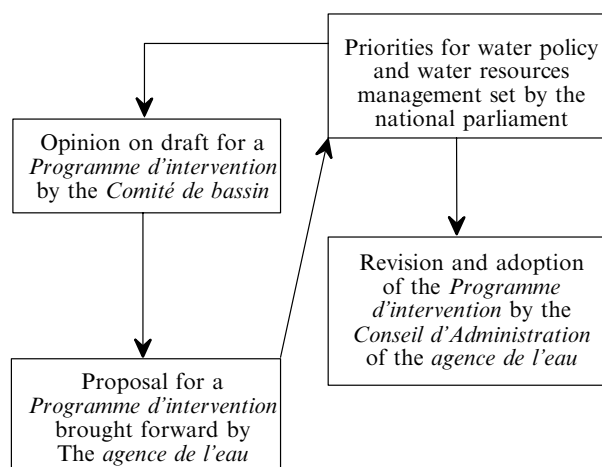 Priorities for water policy
and water resources
management set by the
national parliament
Opinion on draft for a
Programme d'intervention
by the Comité de bassin
Revision and adoption
of the Programme
d'intervention by the
Conseil d'Administration
of the agence de l'eau
Proposal for a
Programme d'intervention
brought forward by
The agence de l'eau